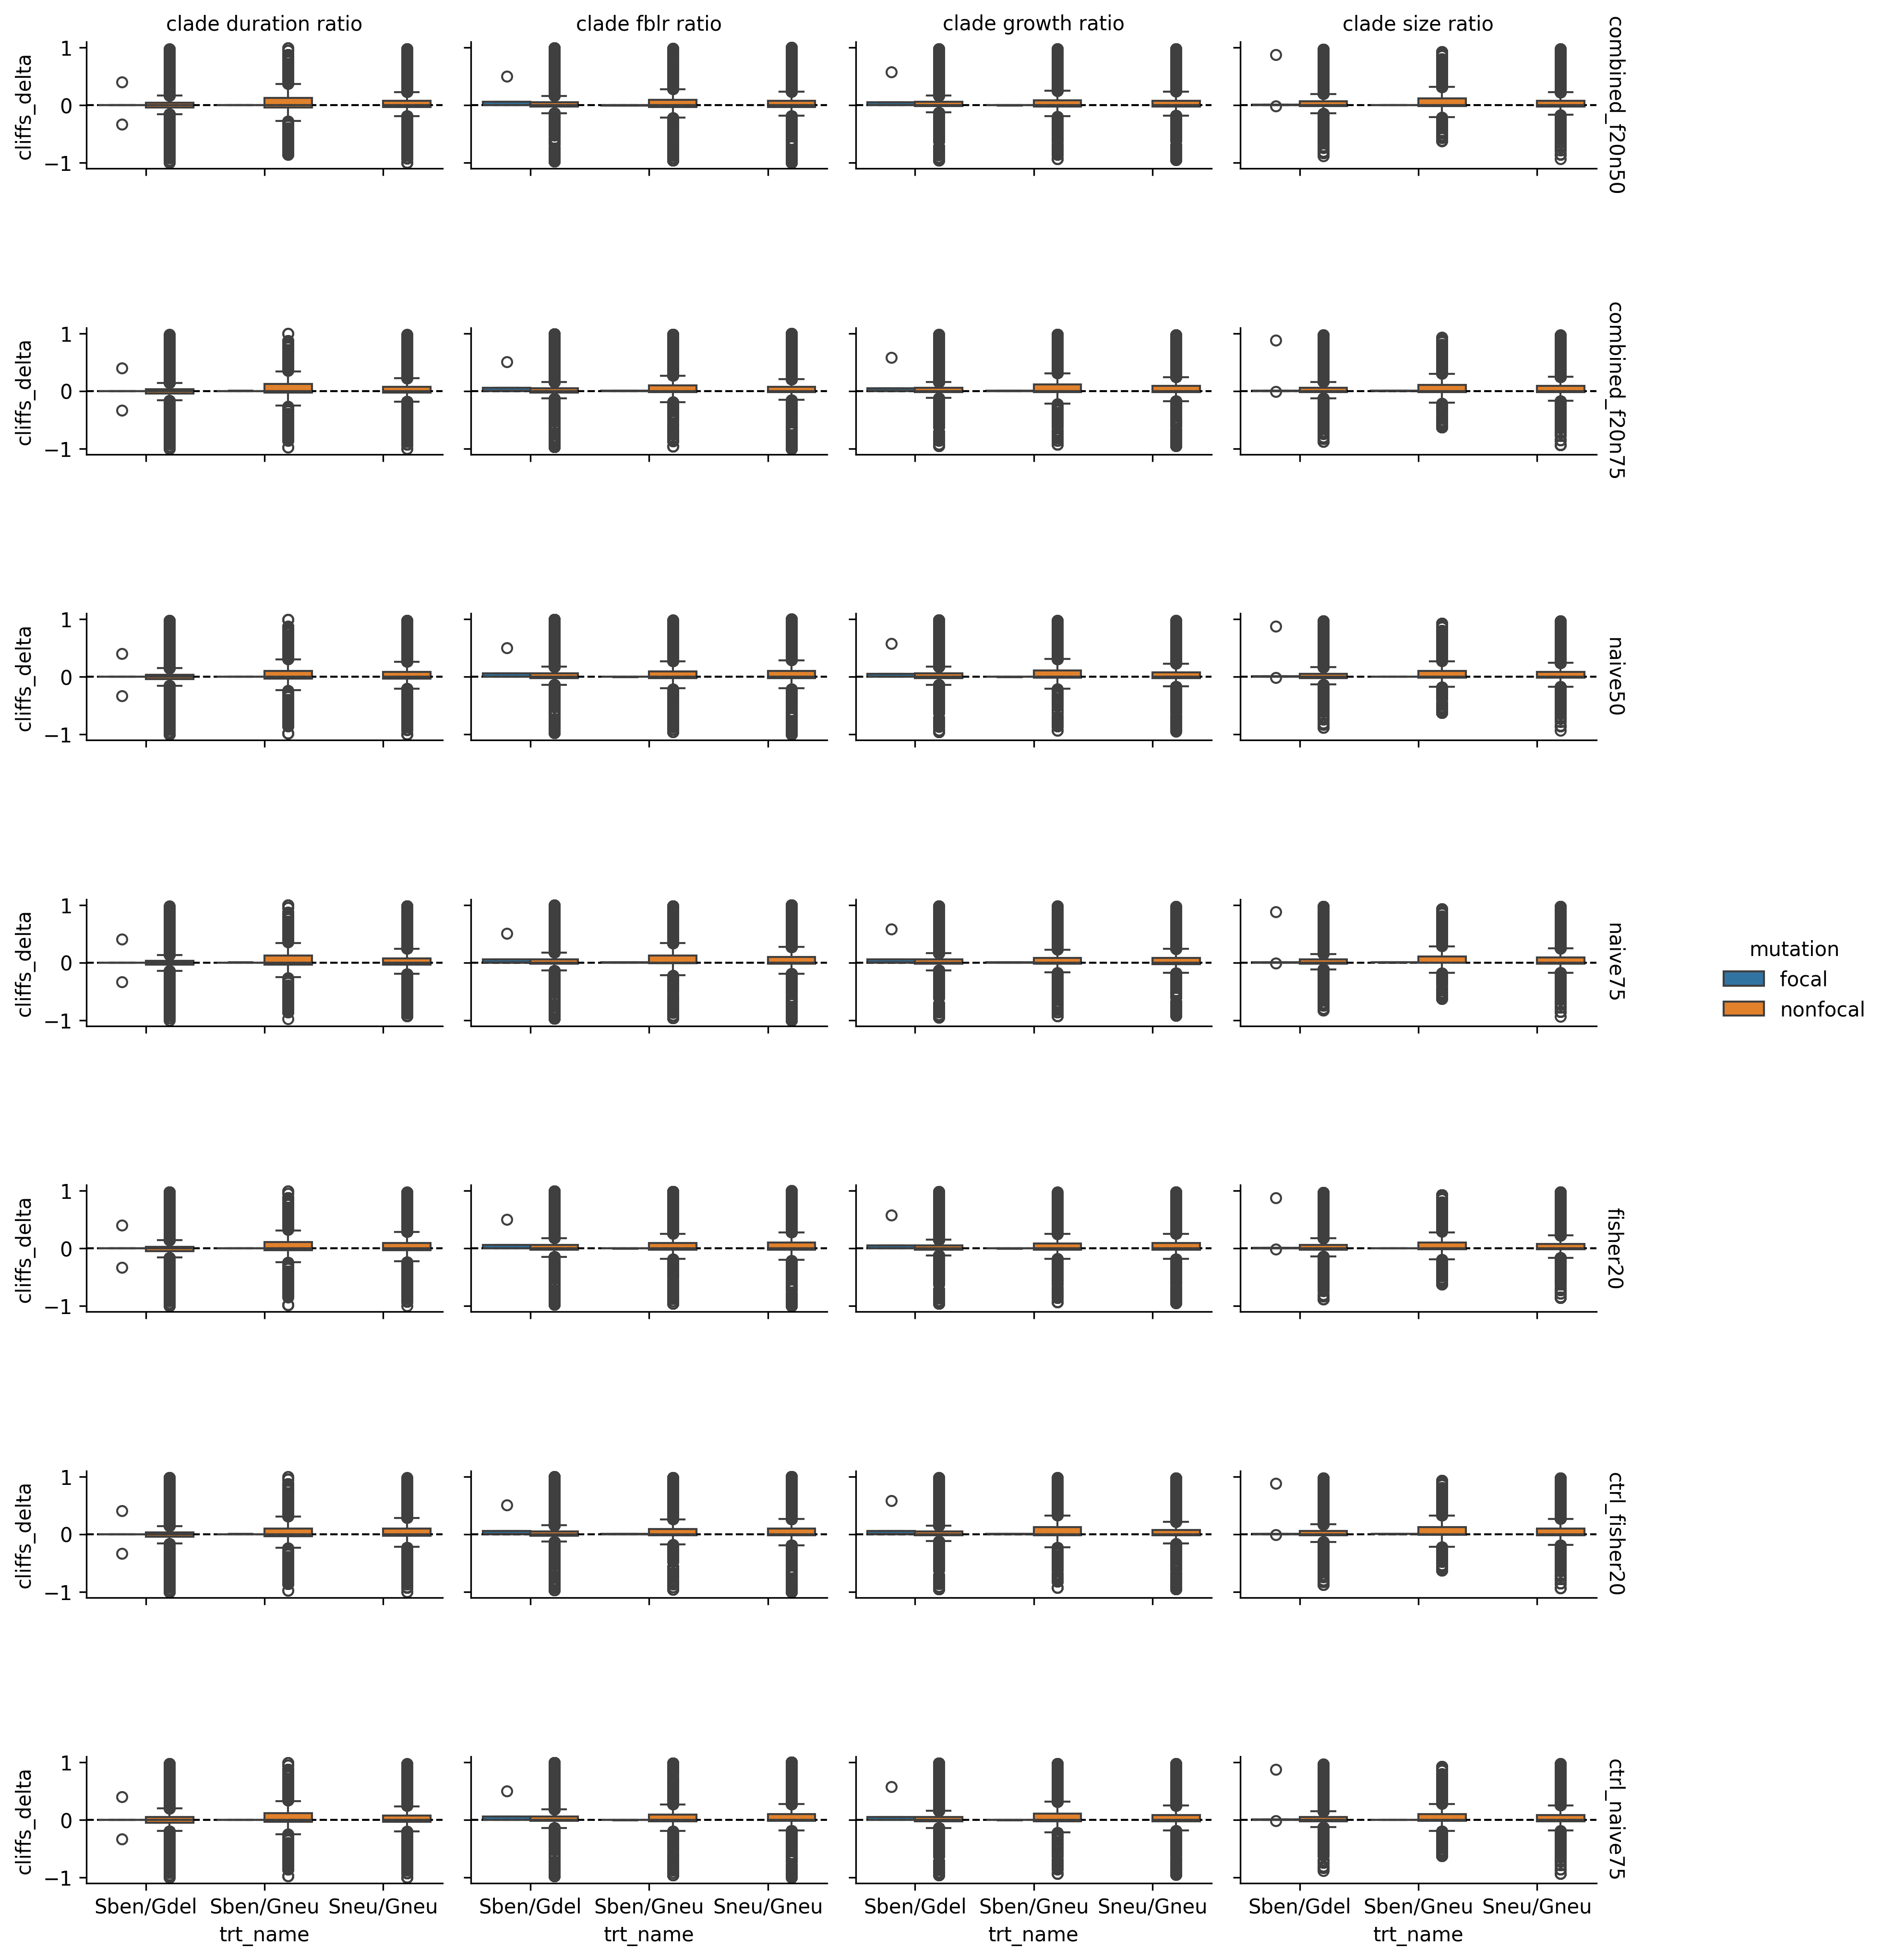 clade duration ratio
clade fblr ratio
clade growth ratio
clade size ratio
cliffs_delta
1
0
−1
combined_f20n50
cliffs_delta
1
0
−1
combined_f20n75
cliffs_delta
1
0
−1
naive50
cliffs_delta
1
0
−1
naive75
mutation
focal
nonfocal
cliffs_delta
1
0
−1
fisher20
cliffs_delta
1
0
−1
ctrl_fisher20
cliffs_delta
1
0
−1
ctrl_naive75
Sben/Gdel Sben/Gneu Sneu/Gneu
trt_name
Sben/Gdel Sben/Gneu Sneu/Gneu
trt_name
Sben/Gdel Sben/Gneu Sneu/Gneu
trt_name
Sben/Gdel Sben/Gneu Sneu/Gneu
trt_name